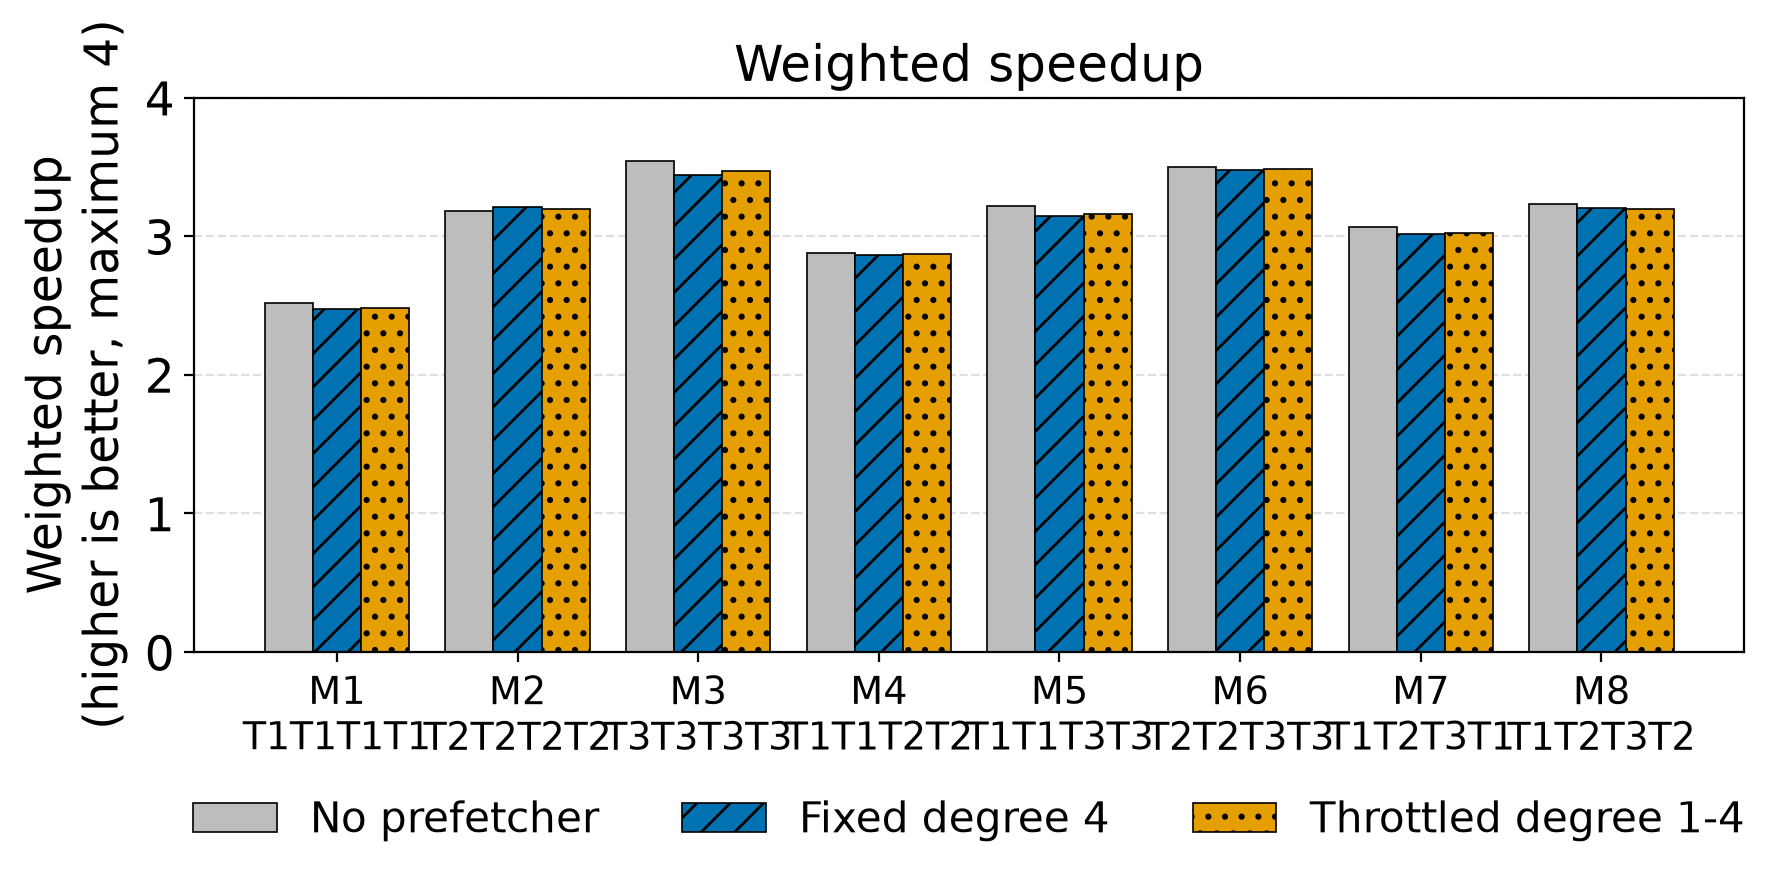 Weighted speedup
Weighted speedup
(higher is better, maximum 4)
4
3
2
1
0
M1 M2 M3 M4 M5 M6 M7 M8
T1T1T1T1 T2T2T2T2 T3T3T3T3 T1T1T2T2 T1T1T3T3 T2T2T3T3 T1T2T3T1 T1T2T3T2
No prefetcher Fixed degree 4 Throttled degree 1-4